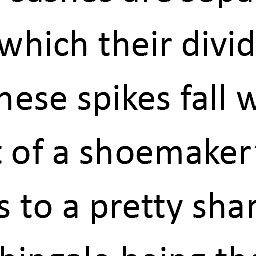 which their divid
hese spikes fall w
of a shoemaker'
s to a pretty shar